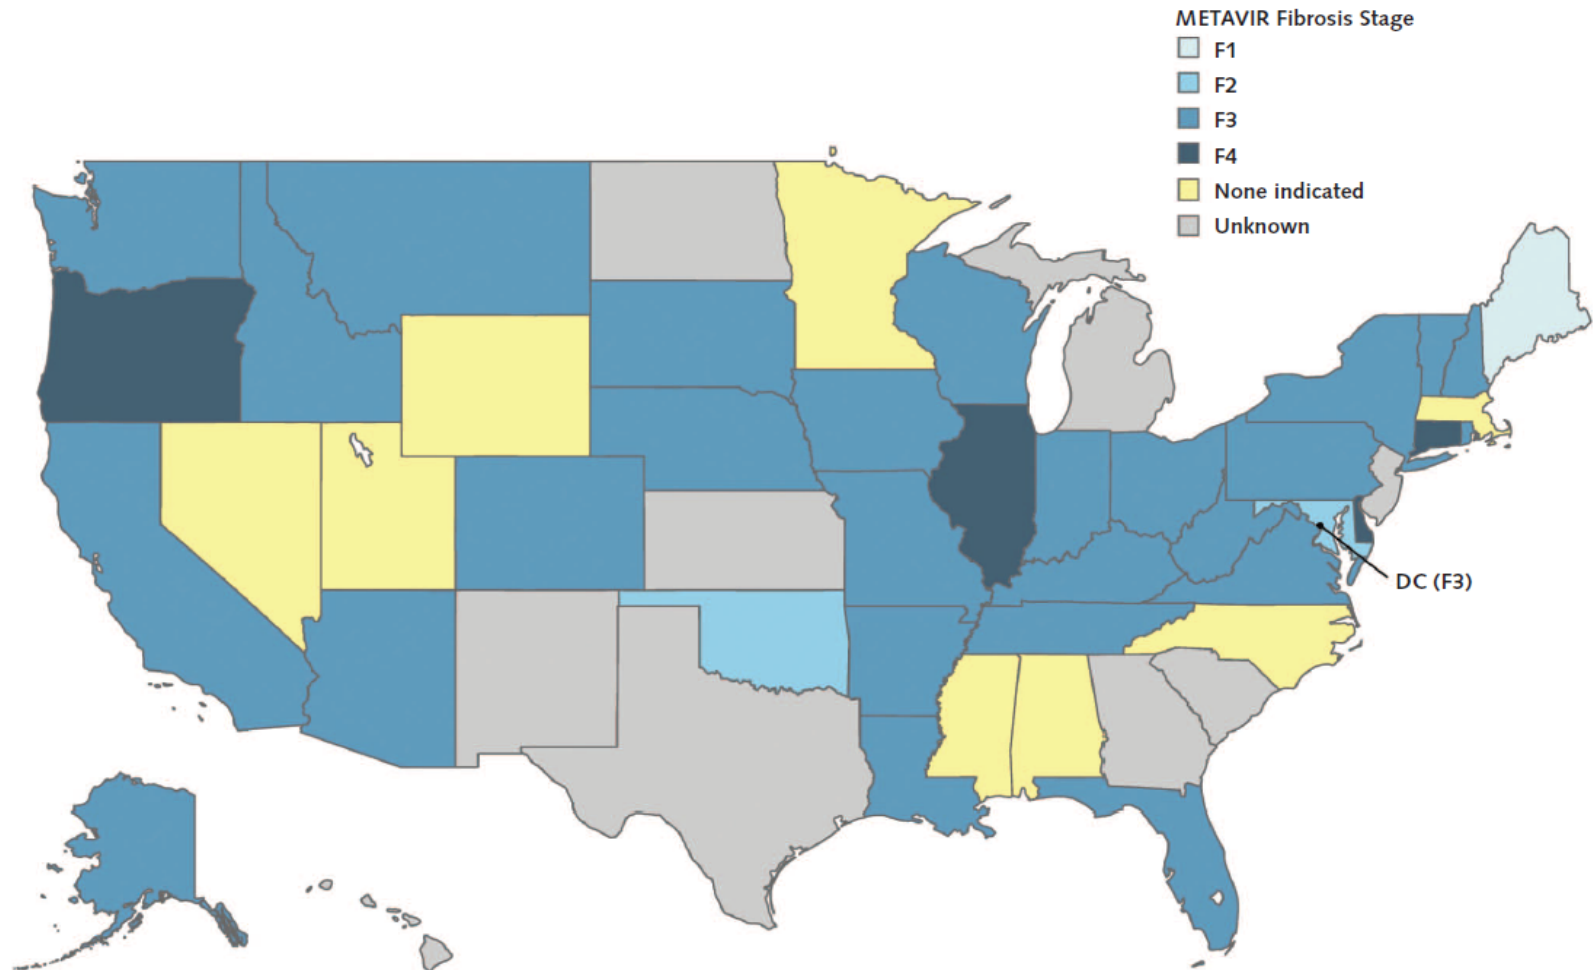 METAVIR Fibrosis Stage
F1
F2
F3
F4
None indicated
Unknown
DC (F3)